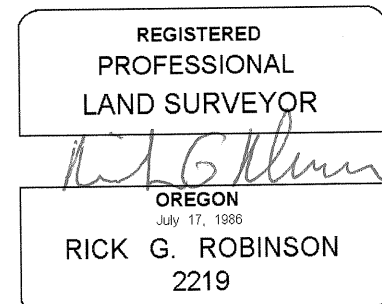 REGISTERED
PROFESSIONAL
LAND SURVEYOR
OREGON
July 17, 1986
RICK G. ROBINSON
2219